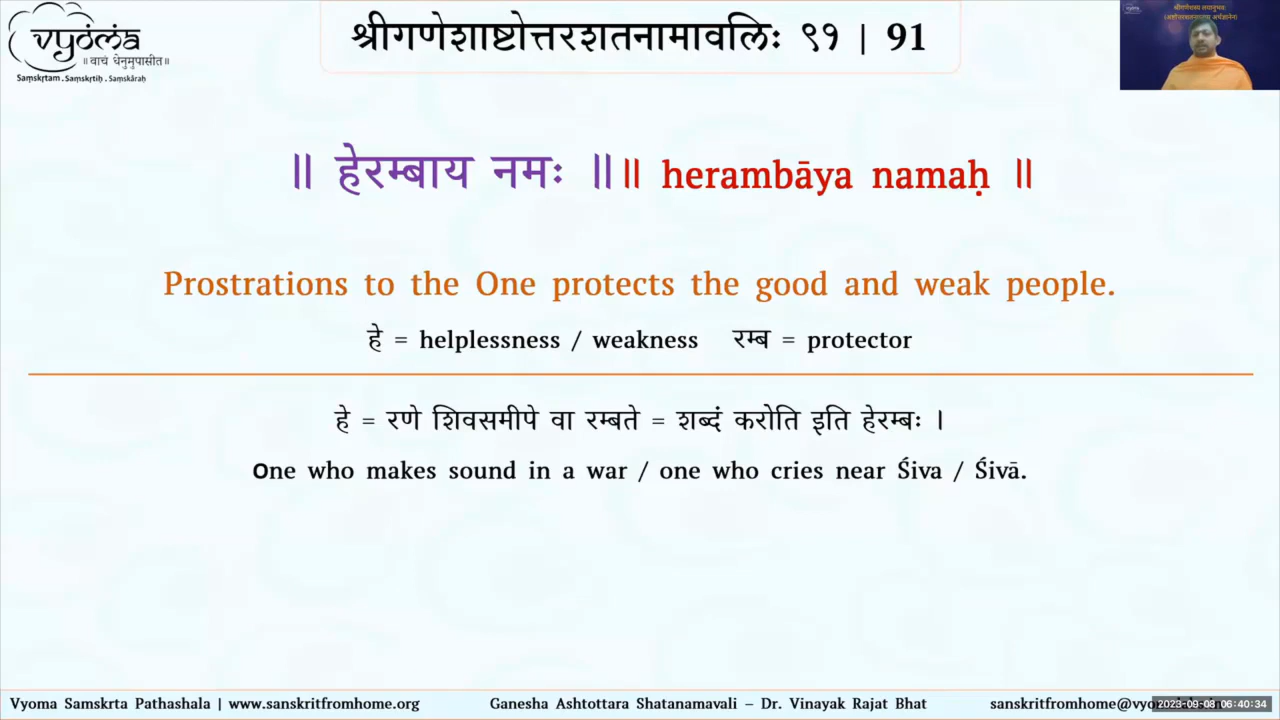 vyoma
॥ वाचं धेनुमुपासीत॥
Saṃskṛtam . Saṃskṛtiḥ . Saṃskāraḥ
श्रीगणेशाष्टोत्तरशतनामावलिः ९१ | 91
॥ हेरम्बाय नमः ॥॥ herambāya namaḥ ॥
Prostrations to the One protects the good and weak people.
हे = helplessness / weakness रम्ब = protector
हे = रणे शिवसमीपे वा रम्बते = शब्दं करोति इति हेरम्बः ।
One who makes sound in a war / one who cries near Śiva / Śivā.
Vyoma Samskrta Pathashala | www.sanskritfromhome.org Ganesha Ashtottara Shatanamavali – Dr. Vinayak Rajat Bhat
2023-09-08 06:40:34